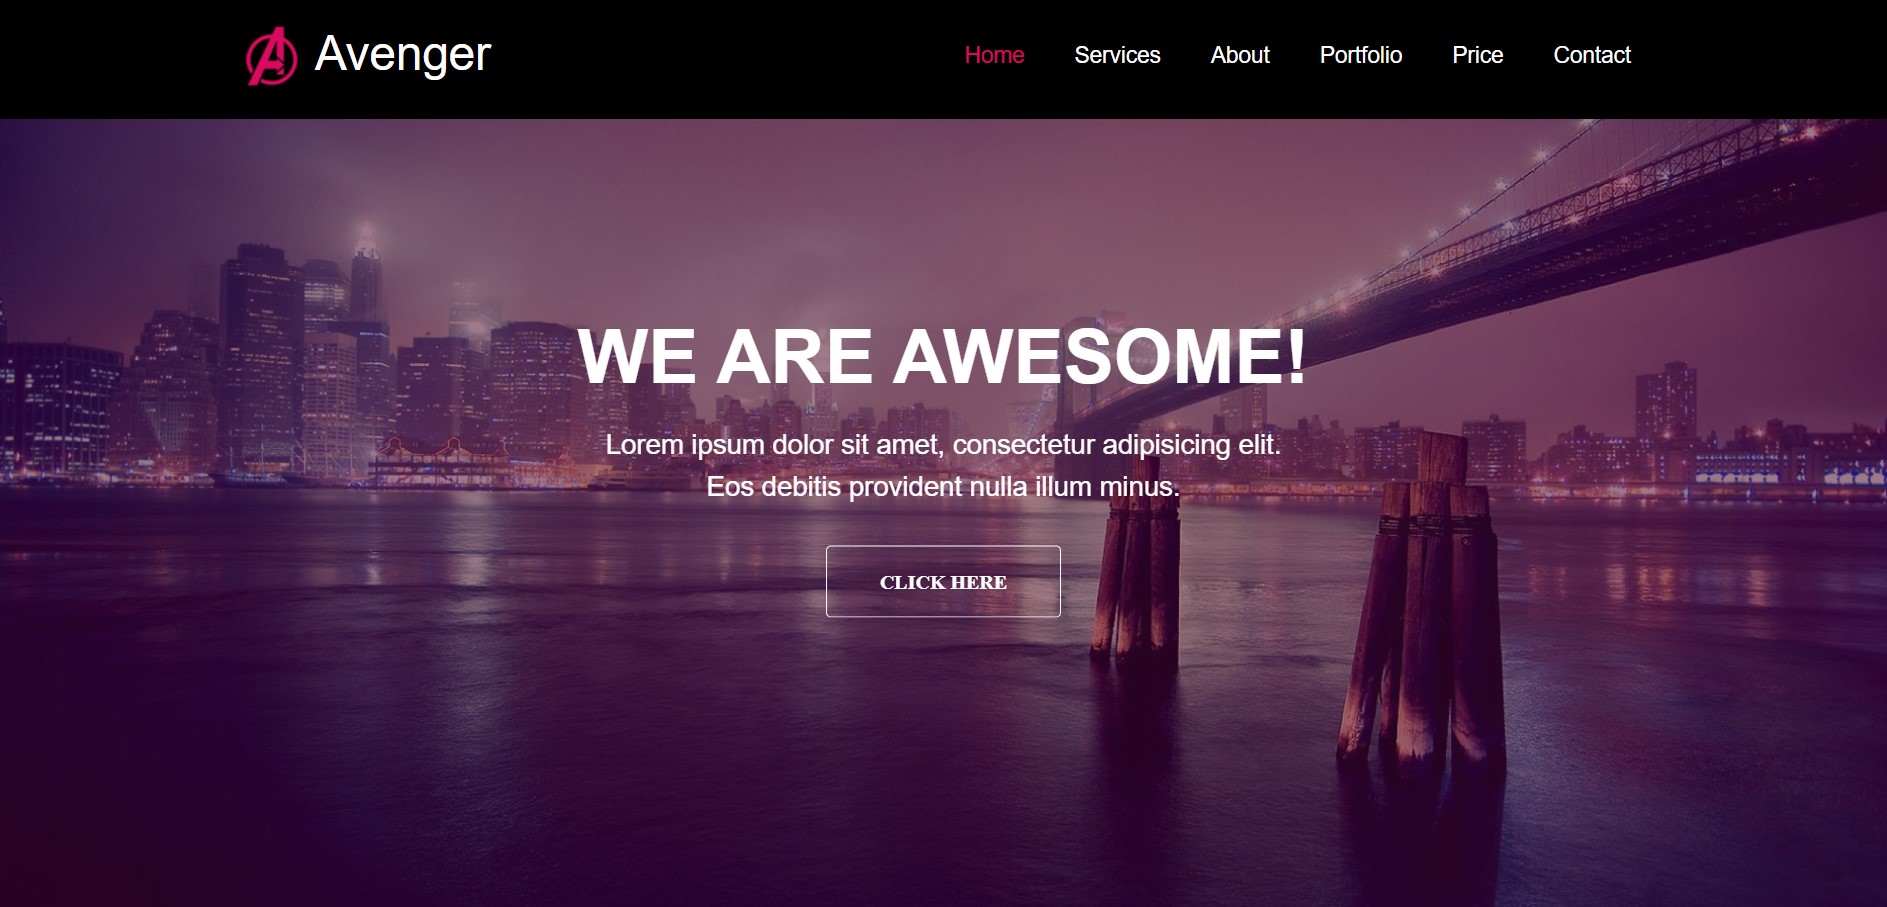 Avenger
Home Services About Portfolio Price Contact
WE ARE AWESOME!
Lorem ipsum dolor sit amet, consectetur adipisicing elit.
Eos debitis provident nulla illum minus.
CLICK HERE